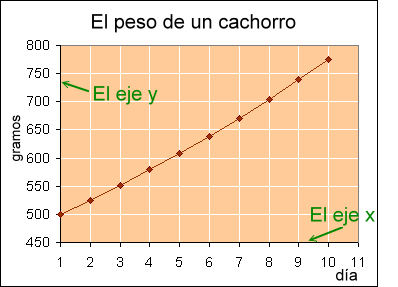 El peso de un cachorro
800
750
El eje y
700
650
gramos
600
550
500
El eje x
450
1 2 3 4 5 6 7 8 9 10 11
día